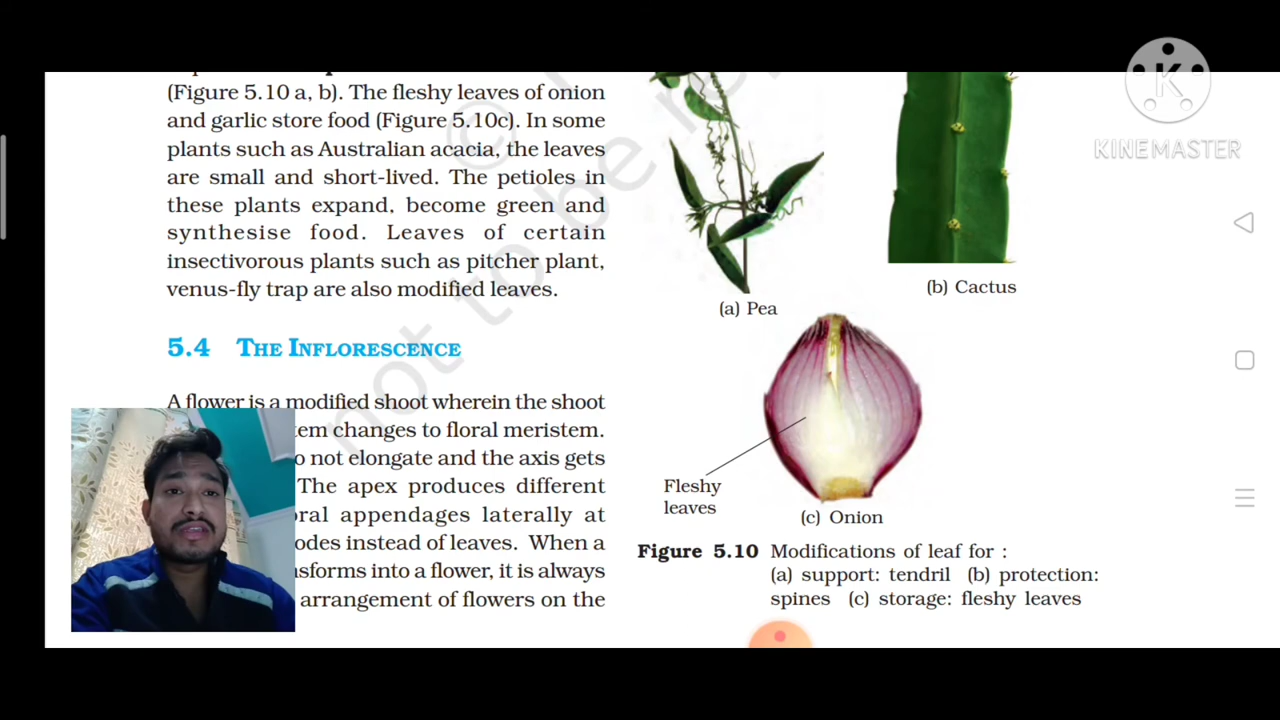 (Figure 5.10 a, b). The fleshy leaves of onion
and garlic store food (Figure 5.10c). In some
plants such as Australian acacia, the leaves
are small and short-lived. The petioles in
these plants expand, become green and
synthesise food. Leaves of certain
insectivorous plants such as pitcher plant,
venus-fly trap are also modified leaves.
5.4 THE INFLORESCENCE
A flower is a modified shoot wherein the shoot
tem changes to floral meristem.
o not elongate and the axis gets
The apex produces different
oral appendages laterally at
odes instead of leaves. When a
nsforms into a flower, it is always
arrangement of flowers on the
(a) Pea
(b) Cactus
Fleshy
leaves
(c) Onion
Figure 5.10 Modifications of leaf for :
(a) support: tendril (b) protection:
spines (c) storage: fleshy leaves
not to be re
©
K
KINEMASTER